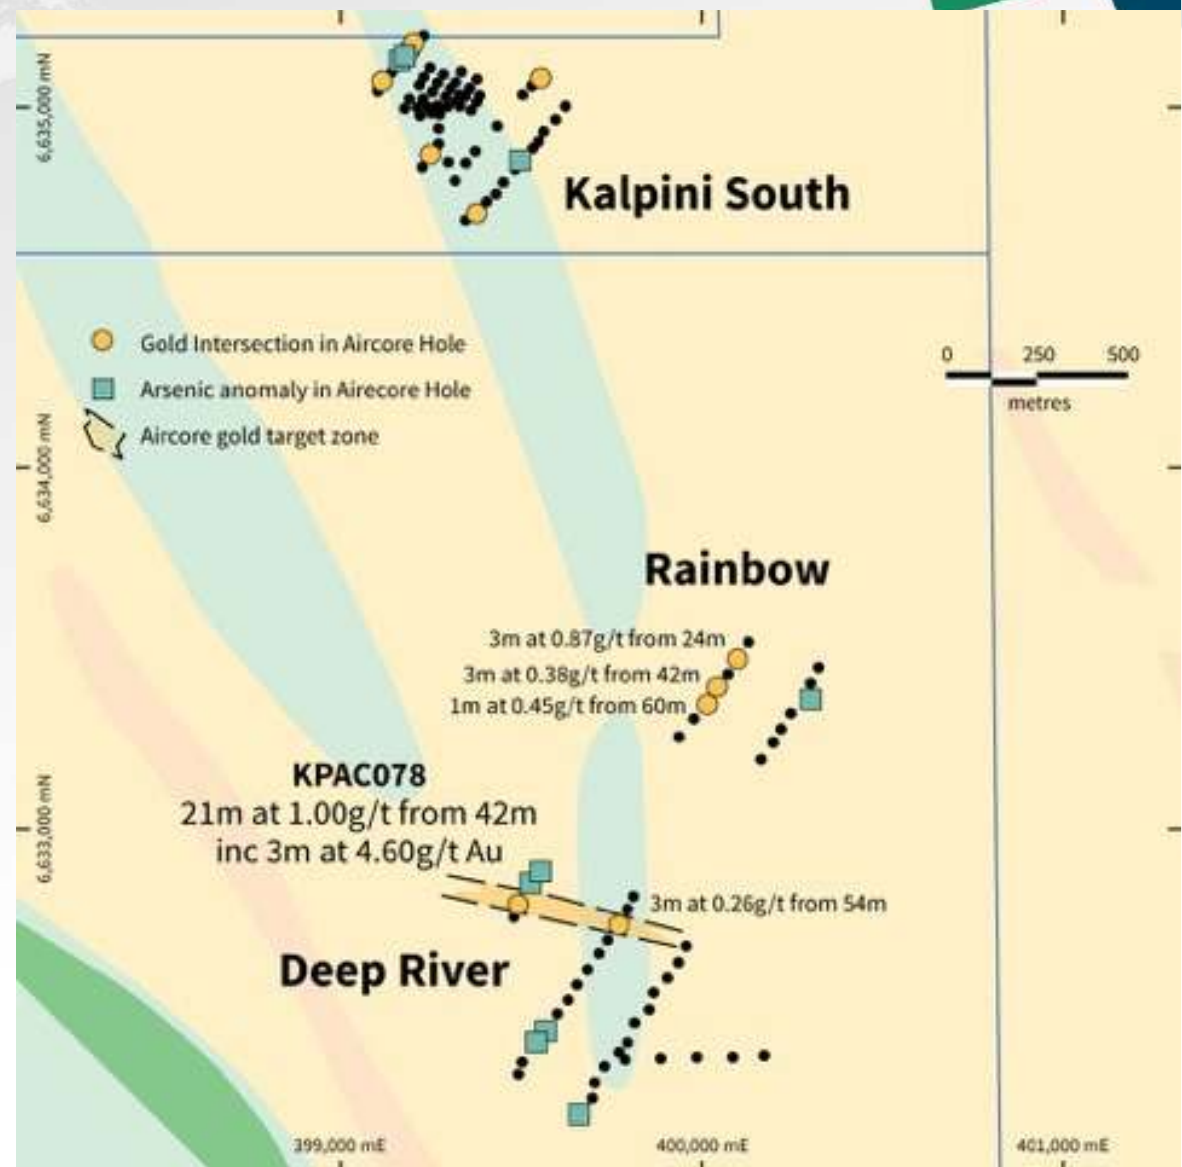 6,635,000 mN
Kalpini South
Gold Intersection in Aircore Hole
Arsenic anomaly in Airecore Hole
Aircore gold target zone
0 250 500
metres
6,634,000 mN
Rainbow
3m at 0.87g/t from 24m
3m at 0.38g/t from 42m
1m at 0.45g/t from 60m
KPAC078
21m at 1.00g/t from 42m
inc 3m at 4.60g/t Au
6,633,000 mN
3m at 0.26g/t from 54m
Deep River
399,000 mE 400,000 mE 401,000 mE